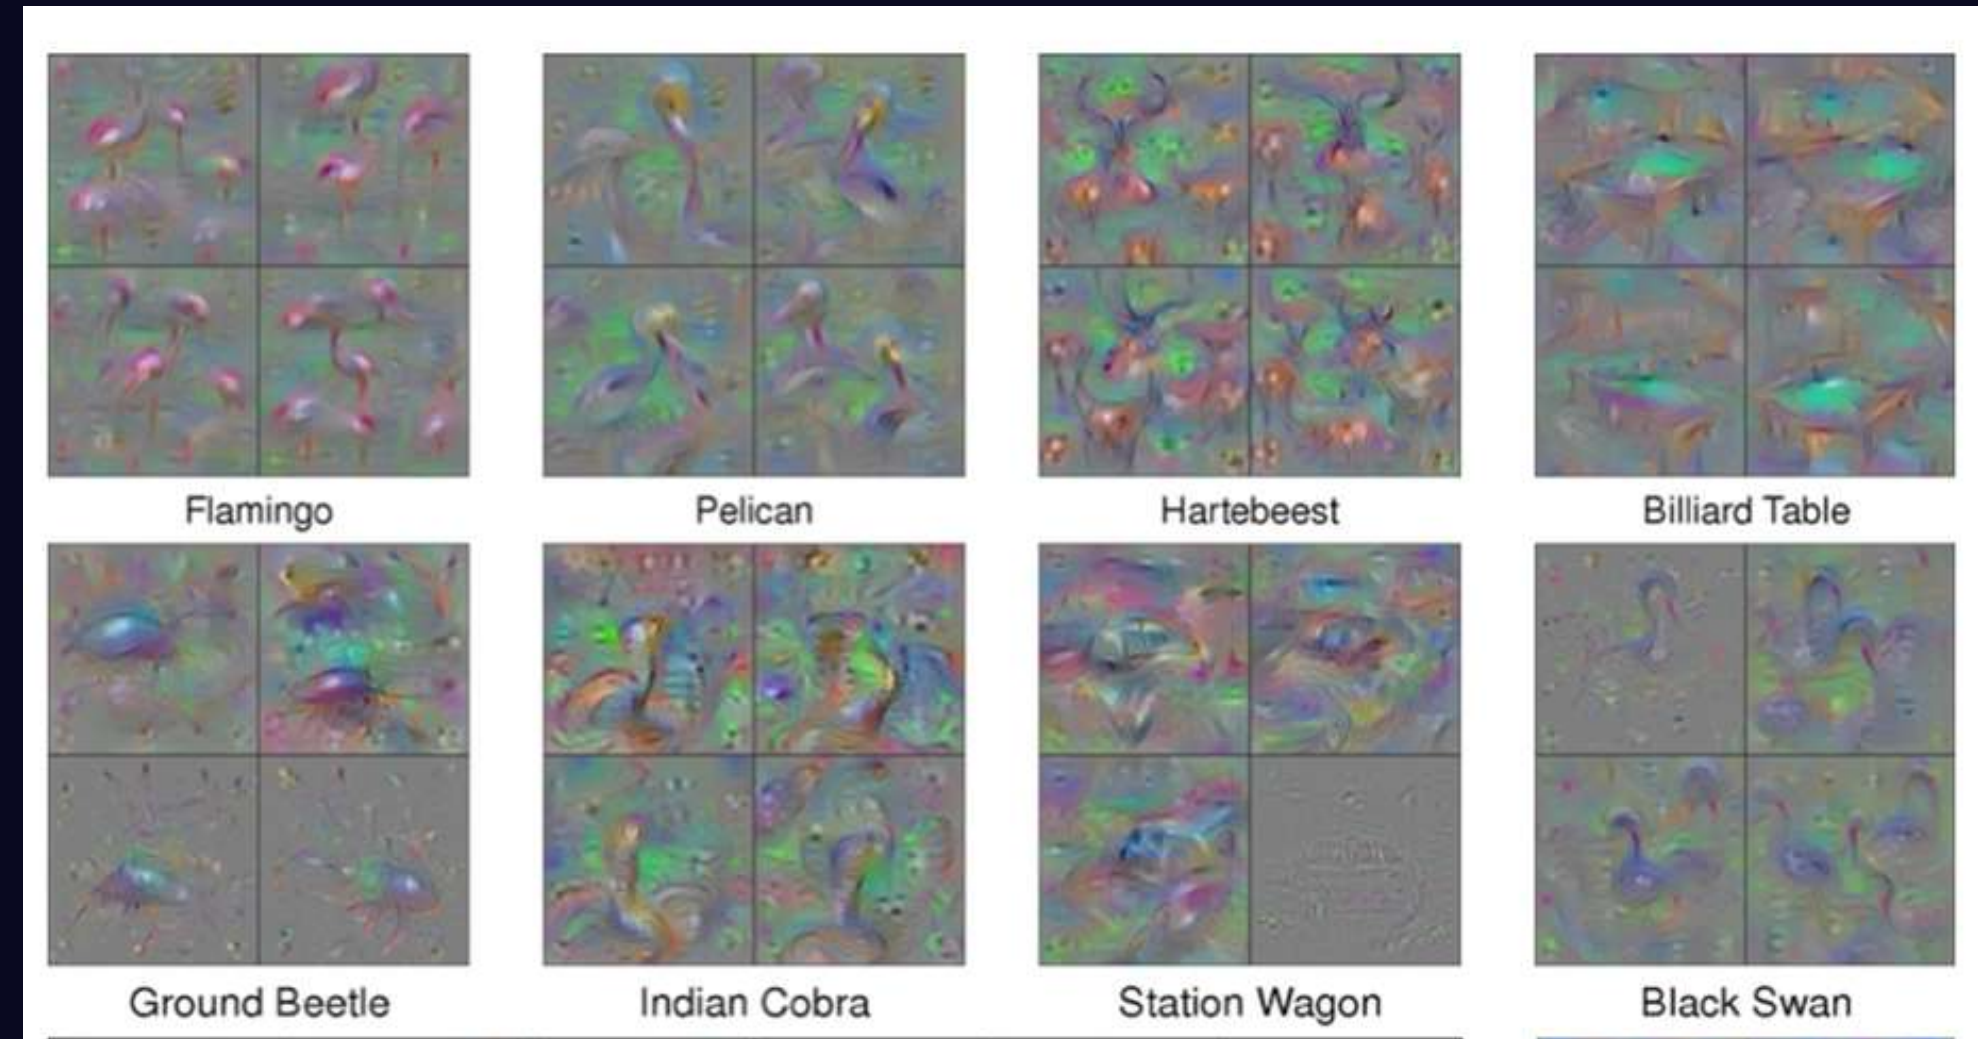 Flamingo
Pelican
Hartebeest
Billiard Table
Ground Beetle
Indian Cobra
Station Wagon
Black Swan